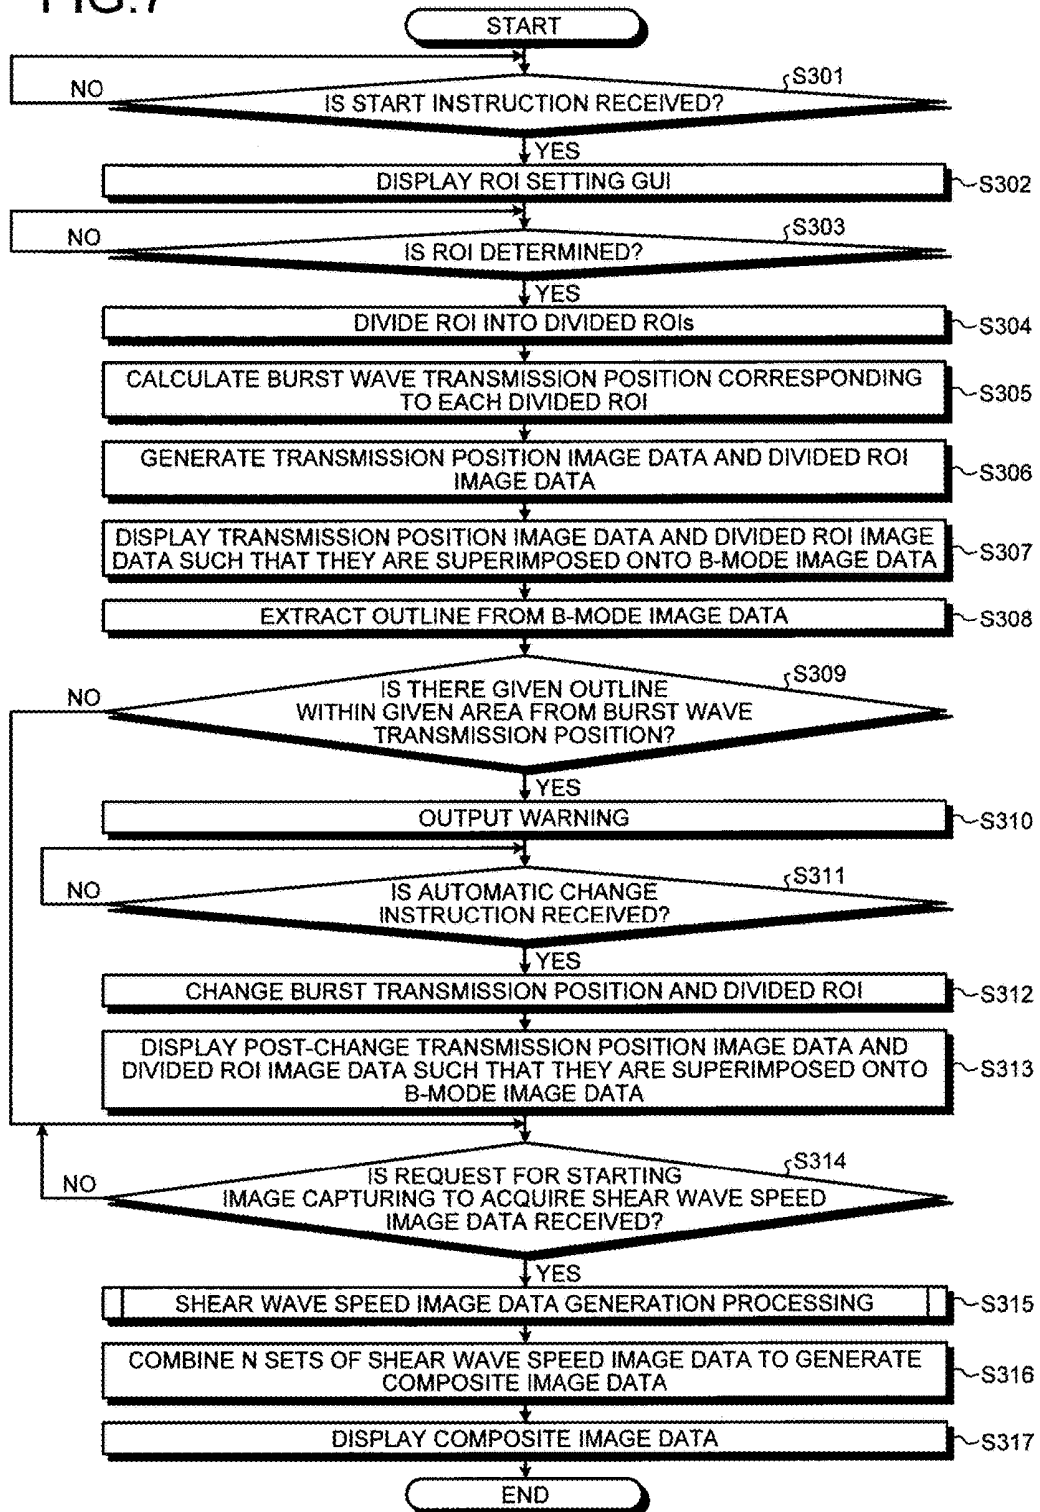 FIG.7
START
S301
NO
IS START INSTRUCTION RECEIVED?
YES
DISPLAY ROI SETTING GUI
S302
S303
NO
IS ROI DETERMINED?
YES
DIVIDE ROI INTO DIVIDED ROIs
S304
CALCULATE BURST WAVE TRANSMISSION POSITION CORRESPONDING
TO EACH DIVIDED ROI
S305
GENERATE TRANSMISSION POSITION IMAGE DATA AND DIVIDED ROI
IMAGE DATA
S306
DISPLAY TRANSMISSION POSITION IMAGE DATA AND DIVIDED ROI IMAGE
DATA SUCH THAT THEY ARE SUPERIMPOSED ONTO B-MODE IMAGE DATA
S307
EXTRACT OUTLINE FROM B-MODE IMAGE DATA
S308
S309
NO
IS THERE GIVEN OUTLINE
WITHIN GIVEN AREA FROM BURST WAVE
TRANSMISSION POSITION?
YES
OUTPUT WARNING
S310
S311
NO
IS AUTOMATIC CHANGE
INSTRUCTION RECEIVED?
YES
CHANGE BURST TRANSMISSION POSITION AND DIVIDED ROI
S312
DISPLAY POST-CHANGE TRANSMISSION POSITION IMAGE DATA AND
DIVIDED ROI IMAGE DATA SUCH THAT THEY ARE SUPERIMPOSED ONTO
B-MODE IMAGE DATA
S313
S314
NO
IS REQUEST FOR STARTING
IMAGE CAPTURING TO ACQUIRE SHEAR WAVE SPEED
IMAGE DATA RECEIVED?
YES
SHEAR WAVE SPEED IMAGE DATA GENERATION PROCESSING
S315
COMBINE N SETS OF SHEAR WAVE SPEED IMAGE DATA TO GENERATE
COMPOSITE IMAGE DATA
S316
DISPLAY COMPOSITE IMAGE DATA
S317
END